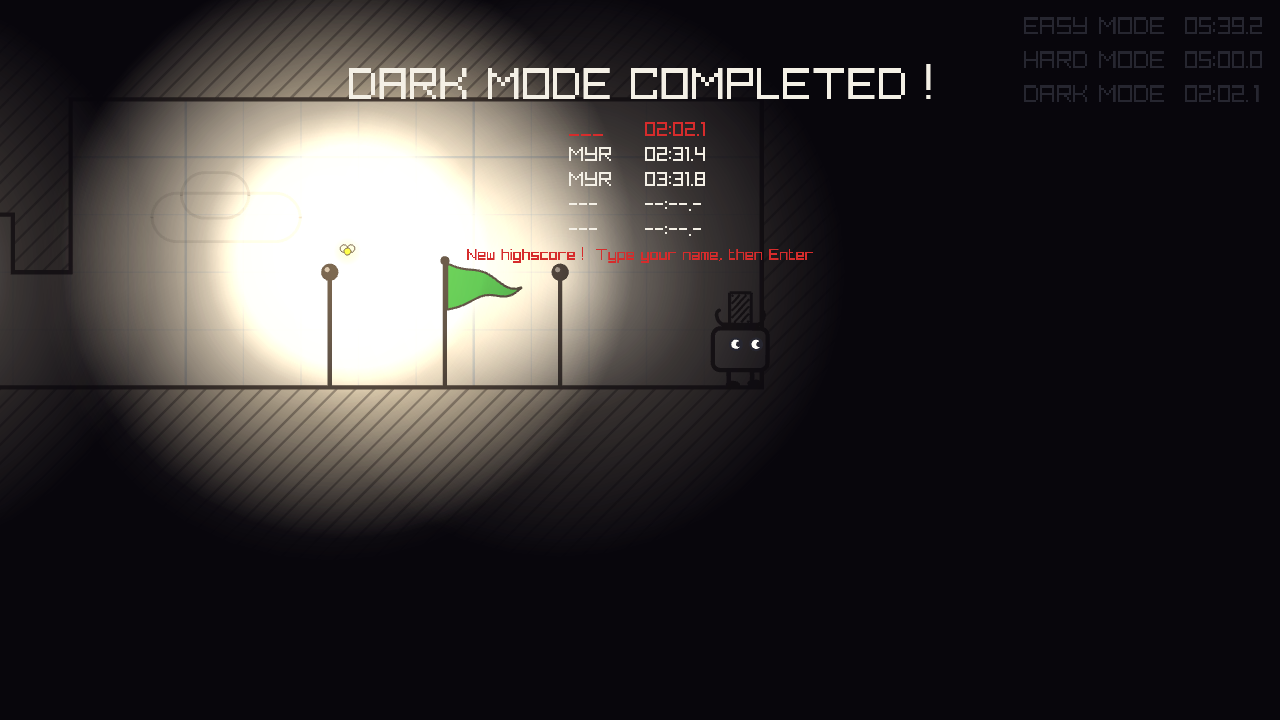 EASY MODE 05:39.2
HARD MODE 05:00.0
DARK MODE 02:02.1
DARK MODE COMPLETED !
___ 02:02.1
MYR 02:31.4
MYR 03:31.8
--- --:--.-
--- --:--.-
New highscore ! Type your name, then Enter